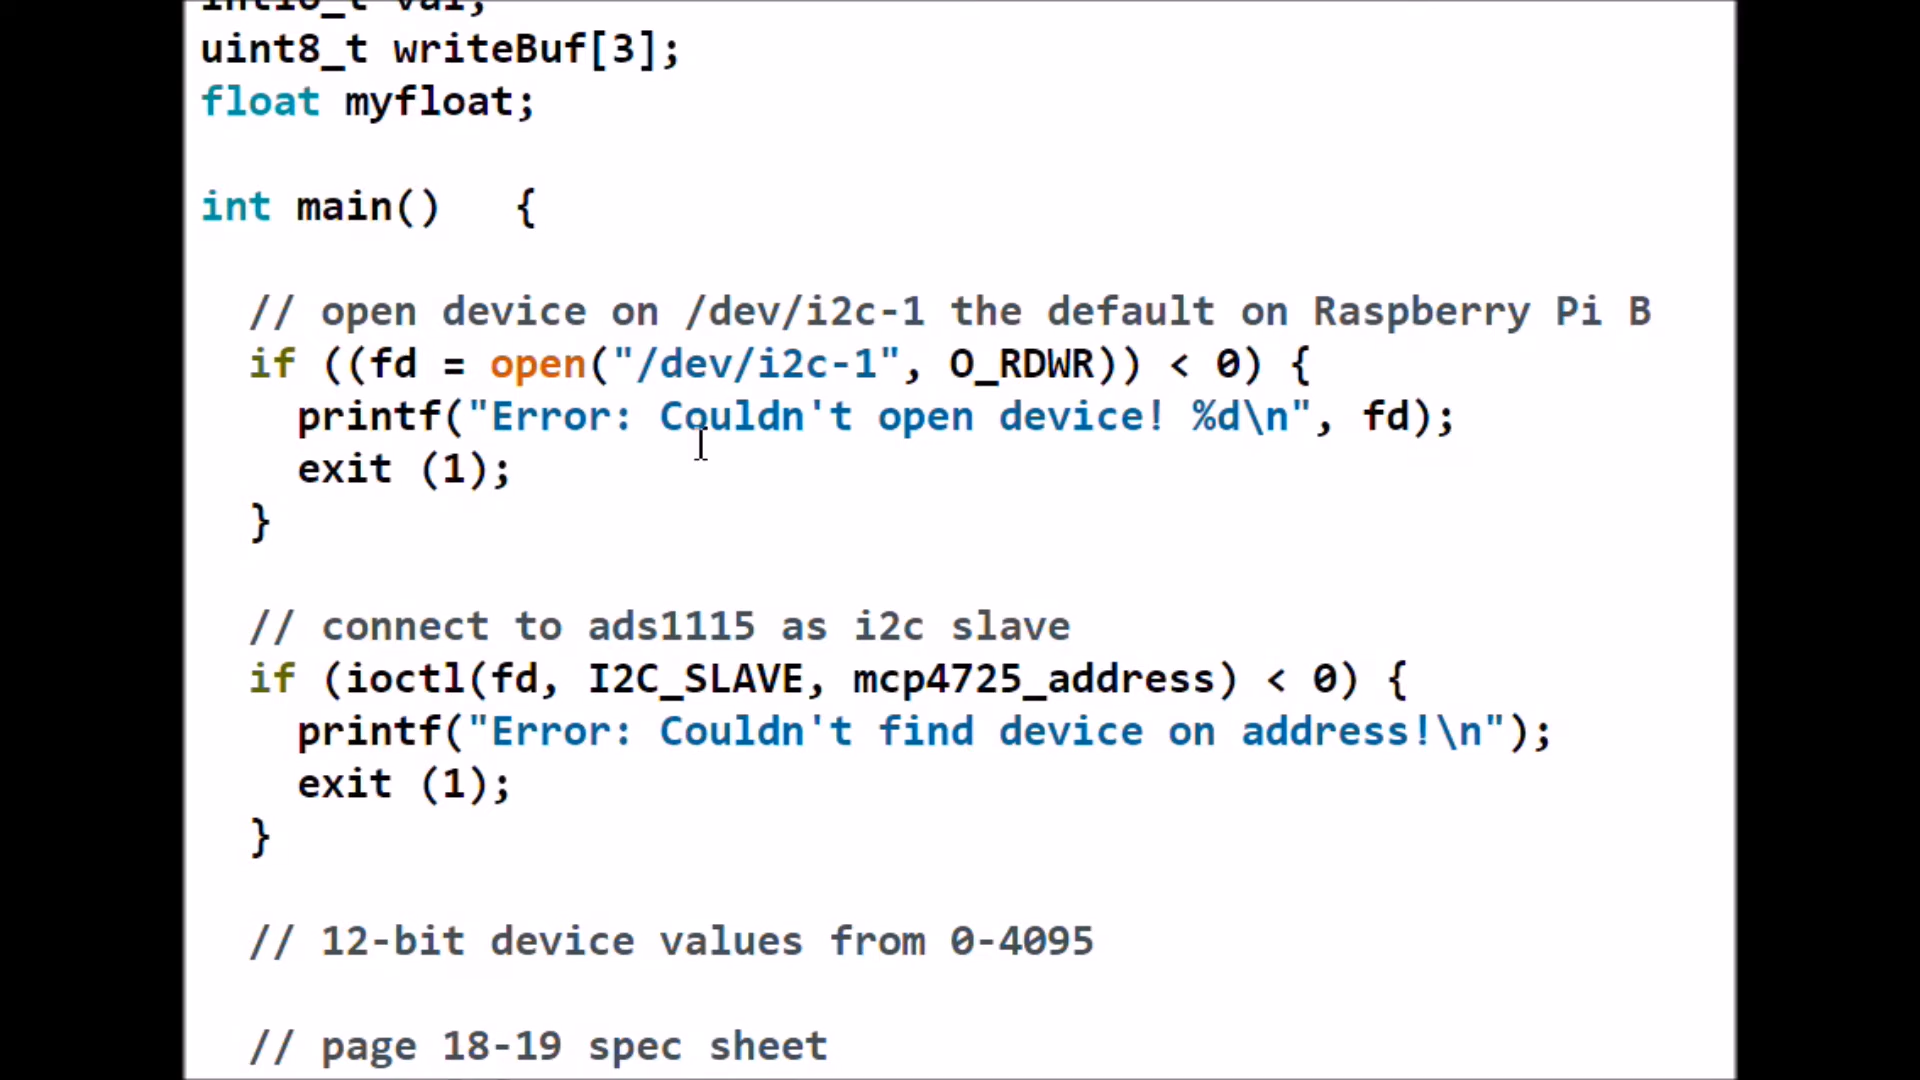 int16_t val;
uint8_t writeBuf[3];
float myfloat;
int main()   {
// open device on /dev/i2c-1 the default on Raspberry Pi B
if ((fd = open("/dev/i2c-1", O_RDWR)) < 0) {
printf("Error: Couldn't open device! %d\n", fd);
exit (1);
}
// connect to ads1115 as i2c slave
if (ioctl(fd, I2C_SLAVE, mcp4725_address) < 0) {
printf("Error: Couldn't find device on address!\n");
exit (1);
}
// 12-bit device values from 0-4095
// page 18-19 spec sheet